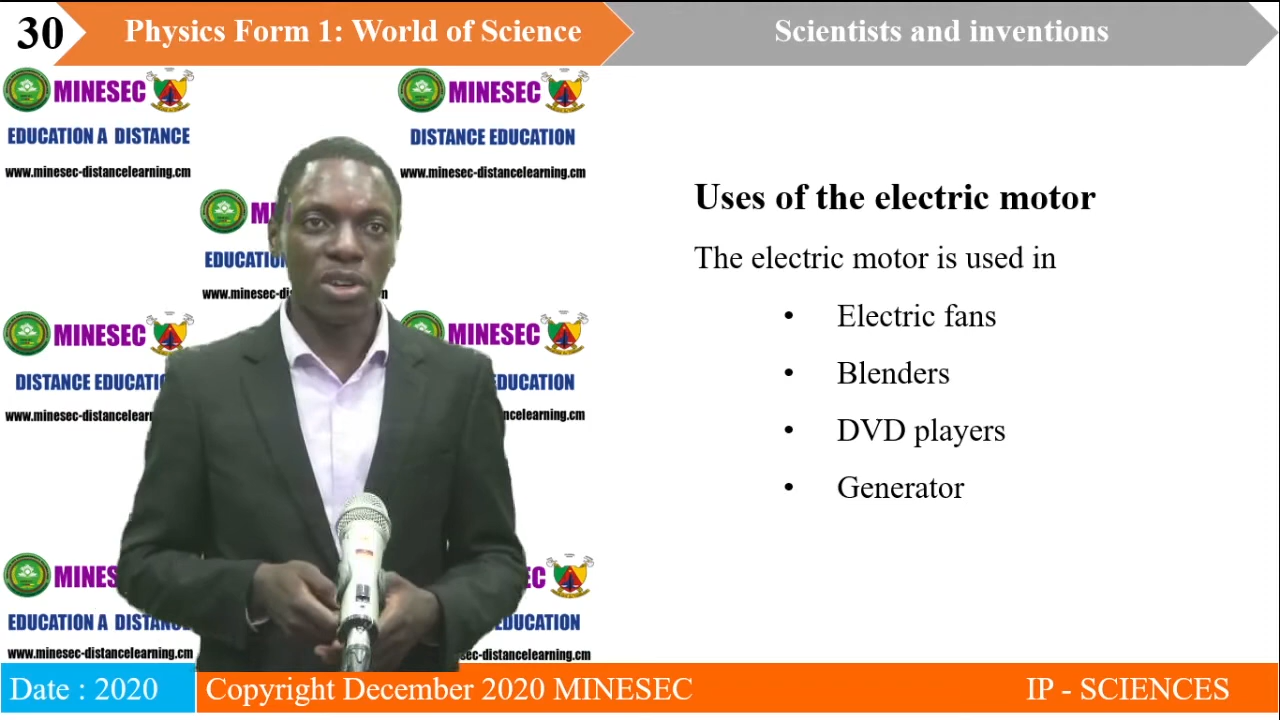 30
Physics Form 1: World of Science
Scientists and inventions
MINESEC
MINESEC
EDUCATION A DISTANCE
DISTANCE EDUCATION
www.minesec-distancelearning.cm
www.minesec-distancelearning.cm
Uses of the electric motor
The electric motor is used in
• Electric fans
• Blenders
• DVD players
• Generator
MINESEC
MINESEC
www.minesec-distancelearning.cm
Date : 2020
Copyright December 2020 MINESEC
IP - SCIENCES